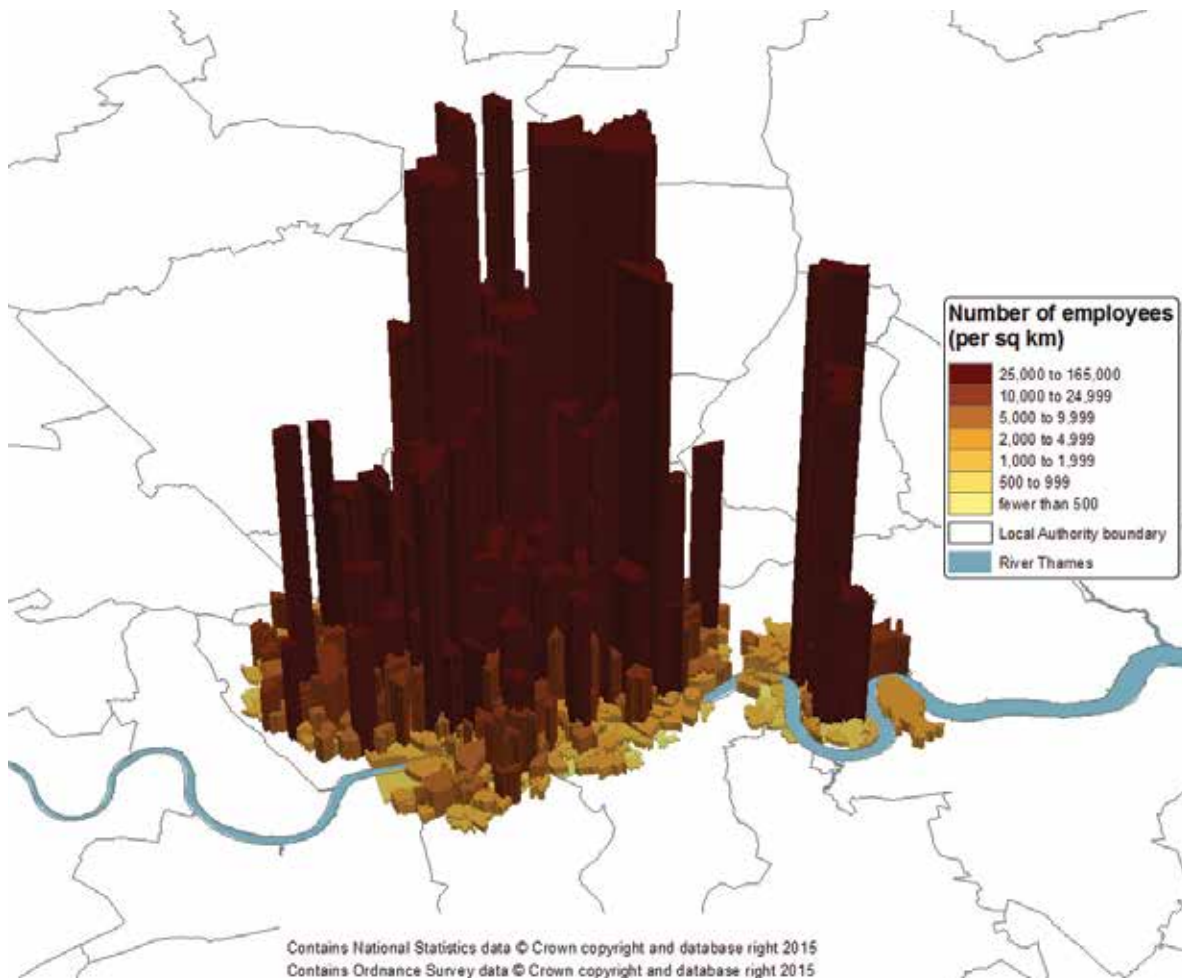 Number of employees
(per sq km)
25,000 to 165,000
10,000 to 24,999
5,000 to 9,999
2,000 to 4,999
1,000 to 1,999
500 to 999
fewer than 500
Local Authority boundary
River Thames
Contains National Statistics data © Crown copyright and database right 2015
Contains Ordnance Survey data © Crown copyright and database right 2015